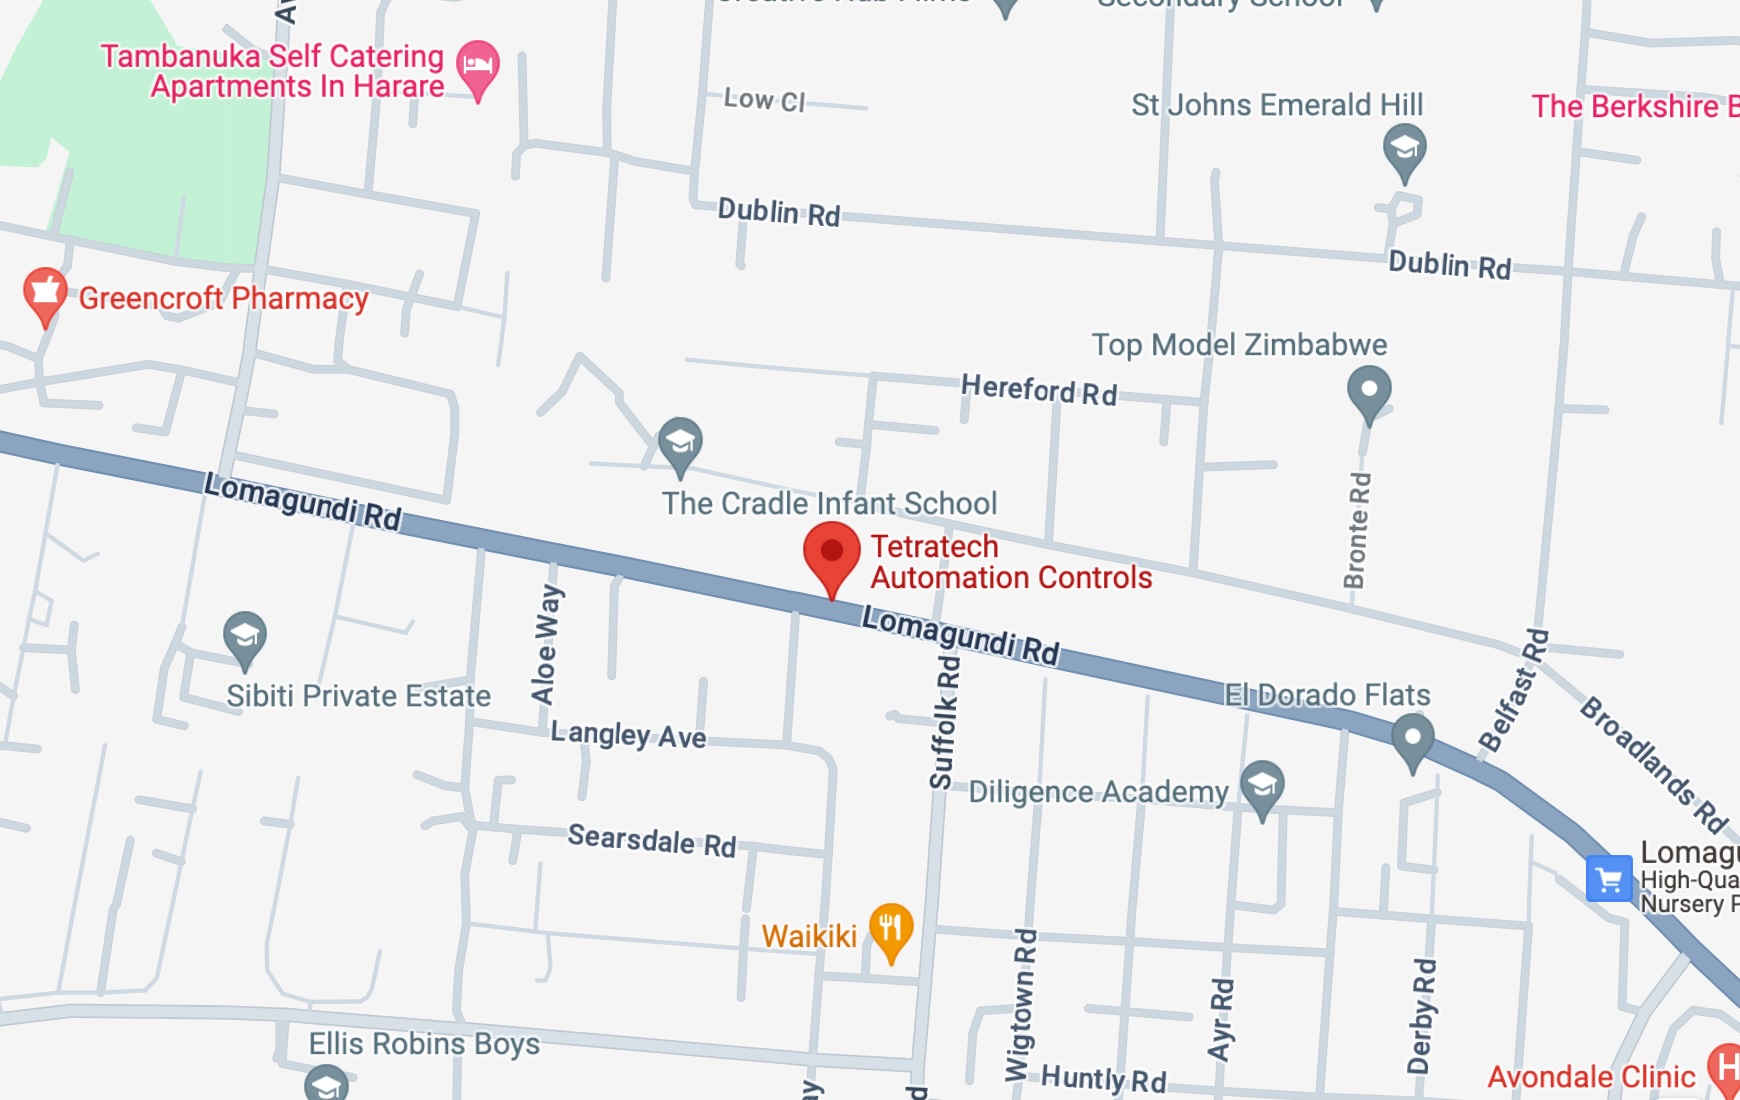 Secondary School
Tambanuka Self Catering
Apartments In Harare
Low Cl
St Johns Emerald Hill
The Berkshire B
Dublin Rd
Dublin Rd
Greencroft Pharmacy
Top Model Zimbabwe
Hereford Rd
Lomagundi Rd
The Cradle Infant School
Bronte Rd
Tetratech
Automation Controls
Lomagundi Rd
Aloe Way
Sibiti Private Estate
Suffolk Rd
Belfast Rd
El Dorado Flats
Langley Ave
Broadlands Rd
Diligence Academy
Searsdale Rd
Lomagu
High-Qua
Nursery P
Waikiki
Wigtown Rd
Ayr Rd
Derby Rd
Ellis Robins Boys
Huntly Rd
Avondale Clinic
H